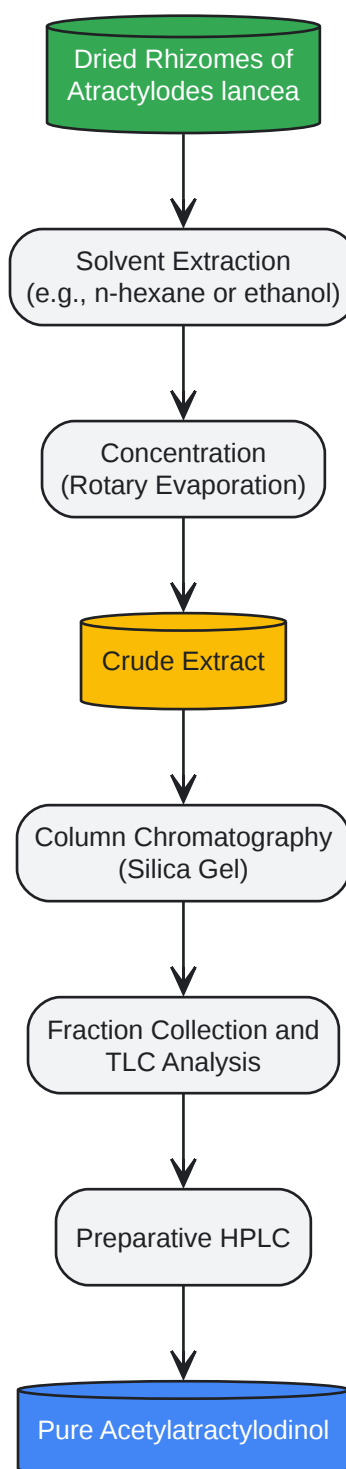 Dried Rhizomes of
Atractylodes lancea
Solvent Extraction
(e.g., n-hexane or ethanol)
Concentration
(Rotary Evaporation)
Crude Extract
Column Chromatography
(Silica Gel)
Fraction Collection and
TLC Analysis
Preparative HPLC
Pure Acetylatractylodinol